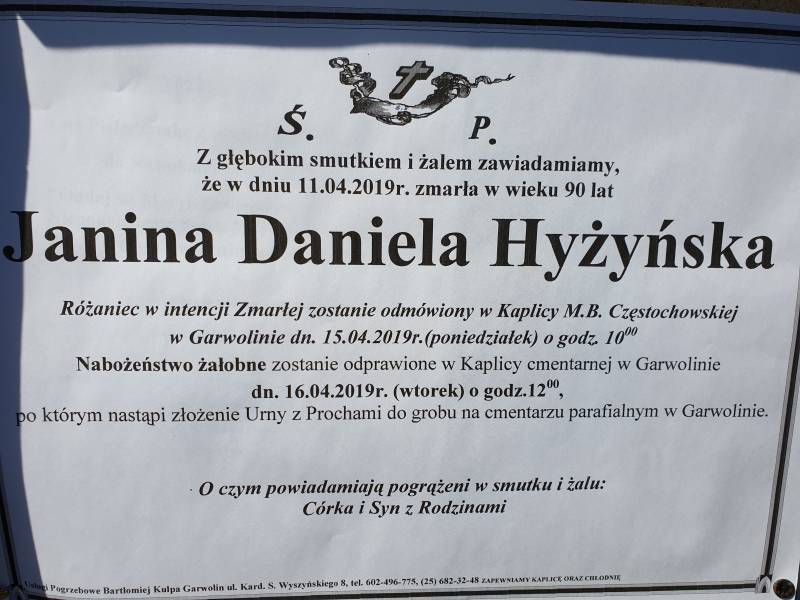 Ś. P.
Z głębokim smutkiem i żalem zawiadamiamy,
że w dniu 11.04.2019r. zmarła w wieku 90 lat
Janina Daniela Hyżyńska
Różaniec w intencji Zmarłej zostanie odmówiony w Kaplicy M.B. Częstochowskiej
w Garwolinie dn. 15.04.2019r.(poniedziałek) o godz. 10⁰⁰
Nabożeństwo żałobne zostanie odprawione w Kaplicy cmentarnej w Garwolinie
dn. 16.04.2019r. (wtorek) o godz.12⁰⁰,
po którym nastąpi złożenie Urny z Prochami do grobu na cmentarzu parafialnym w Garwolinie.
O czym powiadamiają pogrążeni w smutku i żalu:
Córka i Syn z Rodzinami
Usługi Pogrzebowe Bartłomiej Kulpa Garwolin ul. Kard. S. Wyszyńskiego 8, tel. 602-496-775, (25) 682-32-48 ZAPEWNIAMY KAPLICĘ ORAZ CHŁODNIĘ